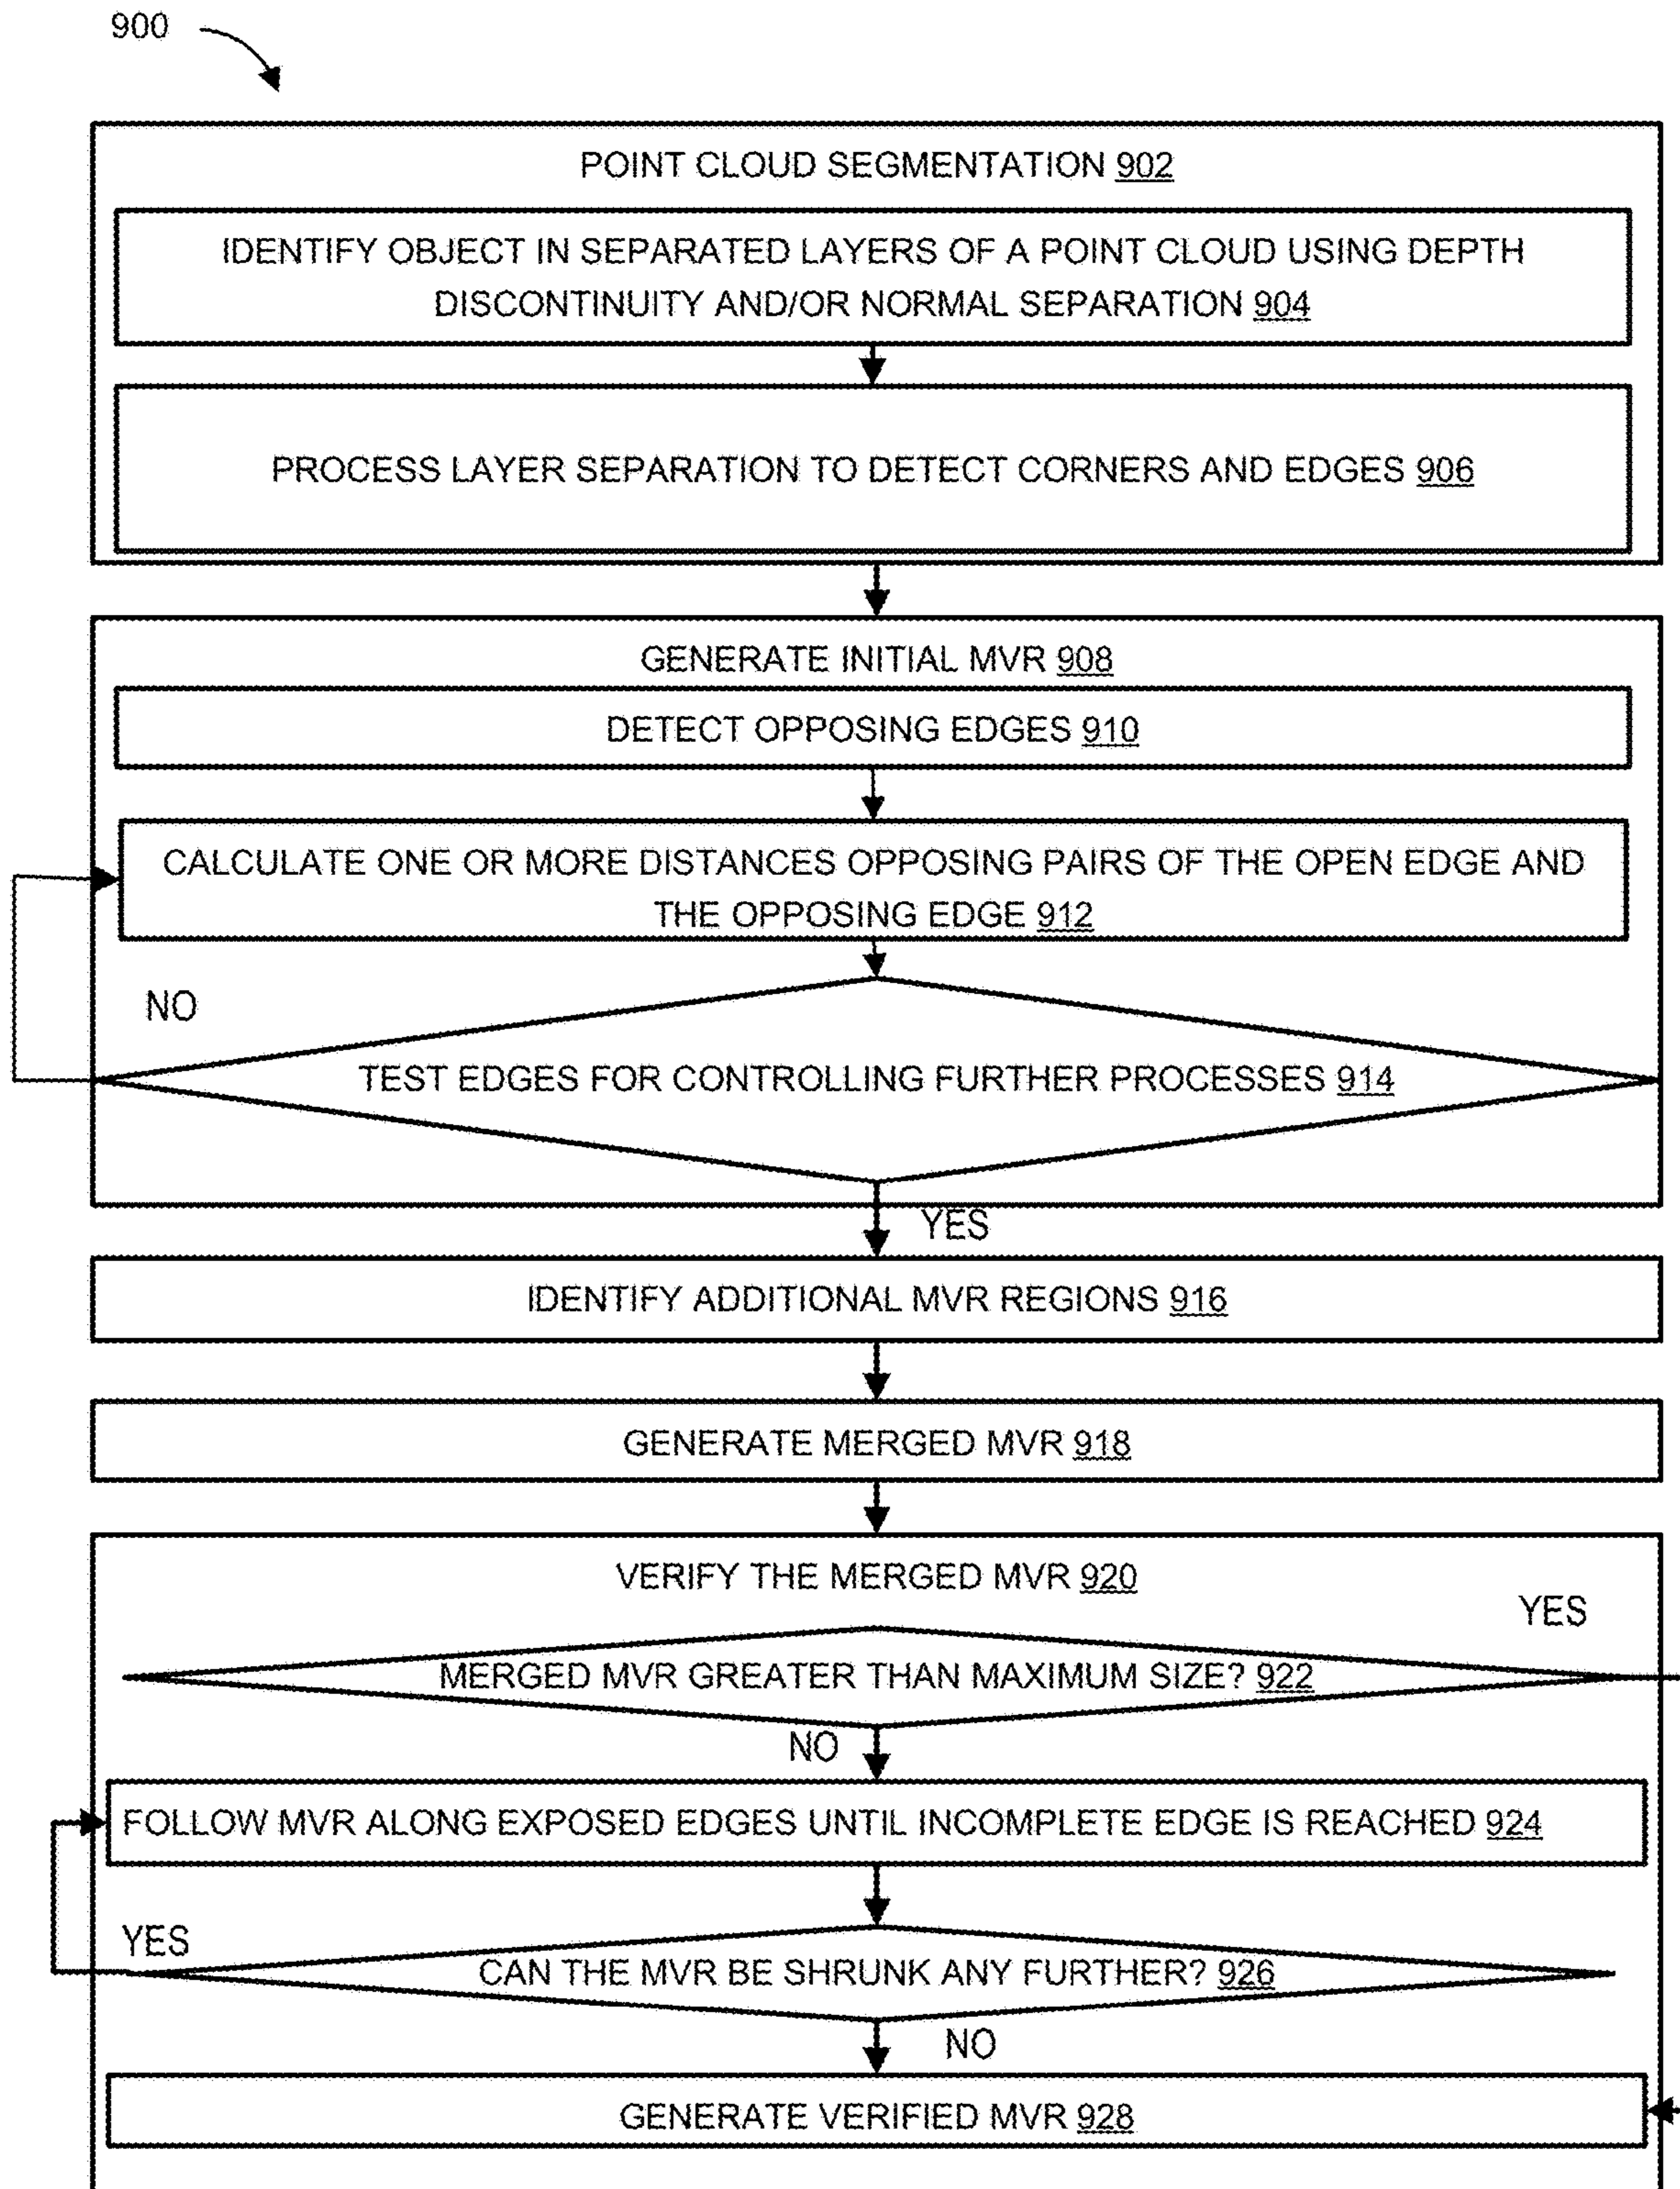 900
POINT CLOUD SEGMENTATION 902
IDENTIFY OBJECT IN SEPARATED LAYERS OF A POINT CLOUD USING DEPTH
DISCONTINUITY AND/OR NORMAL SEPARATION 904
PROCESS LAYER SEPARATION TO DETECT CORNERS AND EDGES 906
GENERATE INITIAL MVR 908
DETECT OPPOSING EDGES 910
CALCULATE ONE OR MORE DISTANCES OPPOSING PAIRS OF THE OPEN EDGE AND
THE OPPOSING EDGE 912
NO
TEST EDGES FOR CONTROLLING FURTHER PROCESSES 914
YES
IDENTIFY ADDITIONAL MVR REGIONS 916
GENERATE MERGED MVR 918
VERIFY THE MERGED MVR 920
YES
MERGED MVR GREATER THAN MAXIMUM SIZE? 922
NO
FOLLOW MVR ALONG EXPOSED EDGES UNTIL INCOMPLETE EDGE IS REACHED 924
YES
CAN THE MVR BE SHRUNK ANY FURTHER? 926
NO
GENERATE VERIFIED MVR 928